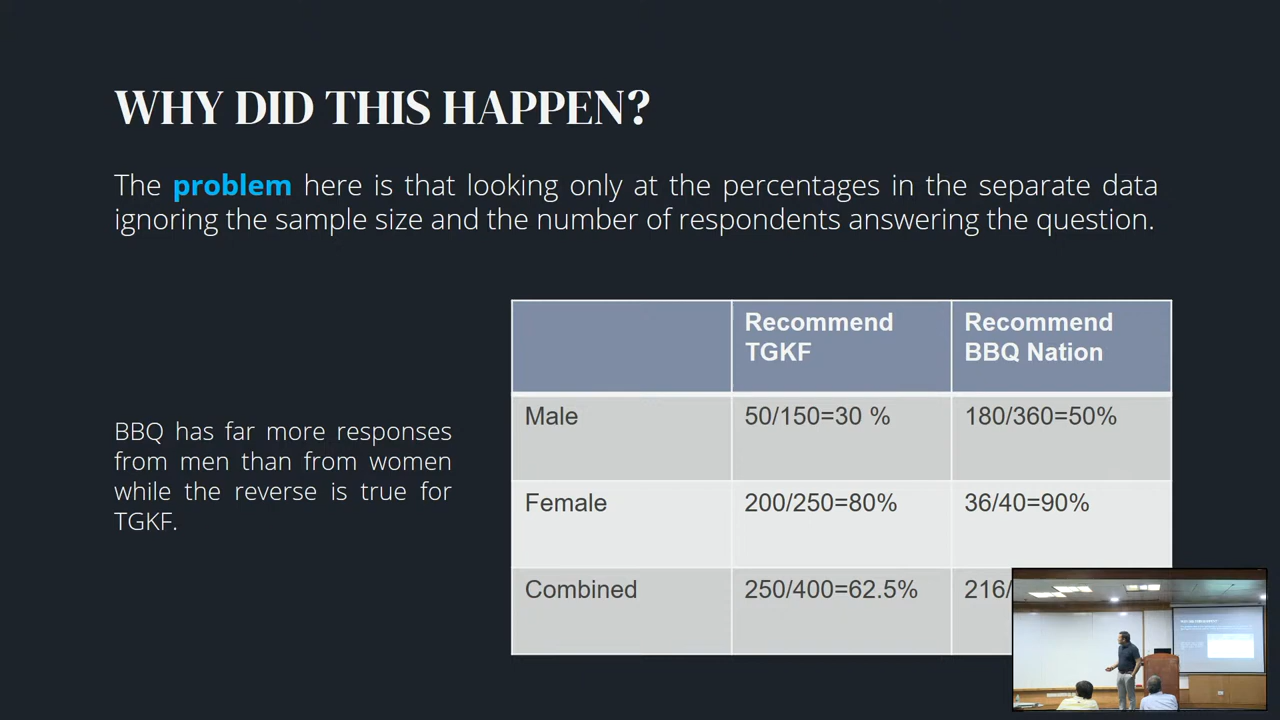 WHY DID THIS HAPPEN?
The problem here is that looking only at the percentages in the separate data
ignoring the sample size and the number of respondents answering the question.
Recommend
TGKF
Recommend
BBQ Nation
Male
50/150=30 %
180/360=50%
BBQ has far more responses
from men than from women
while the reverse is true for
TGKF.
Female
200/250=80%
36/40=90%
Combined
250/400=62.5%
216/